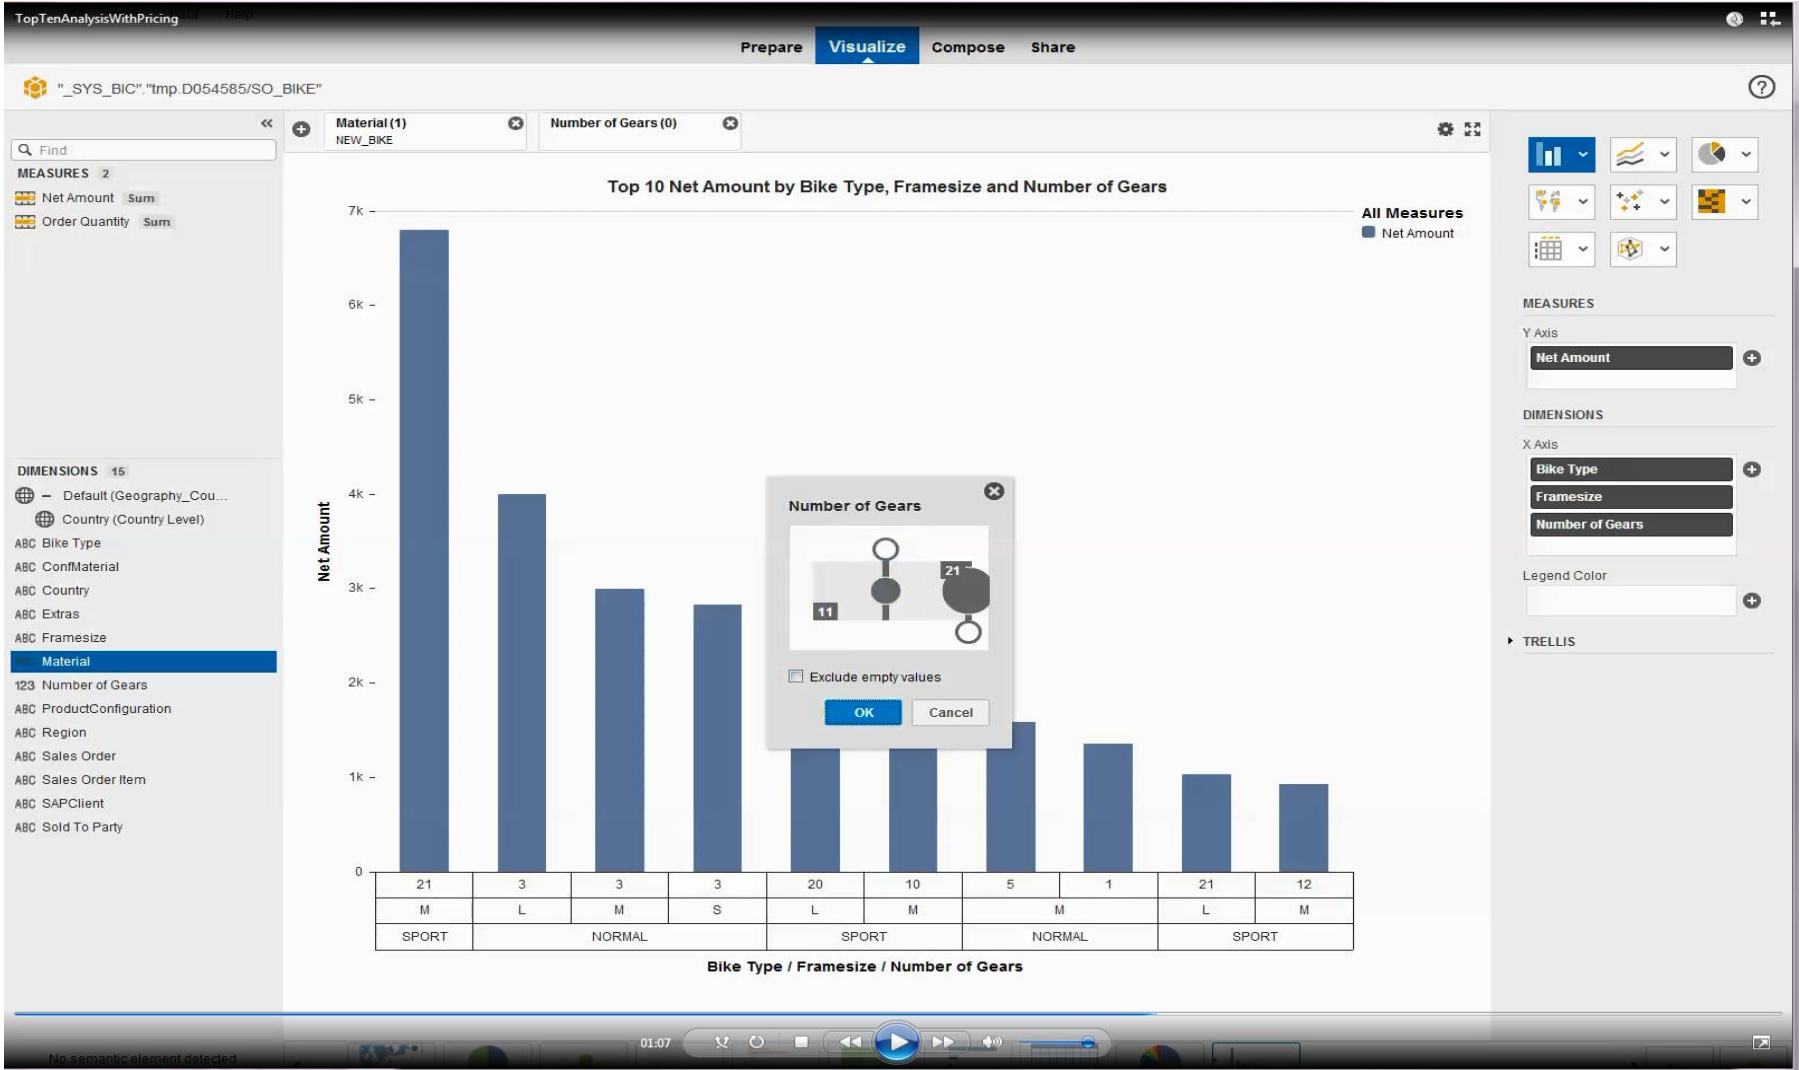 TopTenAnalysisWithPricing
Help
Prepare Visualize Compose Share
"_SYS_BIC"."tmp.D054585/SO_BIKE"
Find
MEASURES 2
Net Amount Sum
Order Quantity Sum
DIMENSIONS 15
Default (Geography_Cou...
Country (Country Level)
ABC Bike Type
ABC ConfMaterial
ABC Country
ABC Extras
ABC Framesize
Material
123 Number of Gears
ABC ProductConfiguration
ABC Region
ABC Sales Order
ABC Sales Order Item
ABC SAPClient
ABC Sold To Party
Material (1)
NEW_BIKE
Number of Gears (0)
Top 10 Net Amount by Bike Type, Framesize and Number of Gears
All Measures
Net Amount
Net Amount
7k
6k
5k
4k
3k
2k
1k
0
21 3 3 3 20 10 5 1 21 12
M L M S L M M L M
SPORT NORMAL SPORT NORMAL SPORT
Bike Type / Framesize / Number of Gears
Number of Gears
21
11
Exclude empty values
OK Cancel
MEASURES
Y Axis
Net Amount
DIMENSIONS
X Axis
Bike Type
Framesize
Number of Gears
Legend Color
TRELLIS
01:07
No semantic element detected